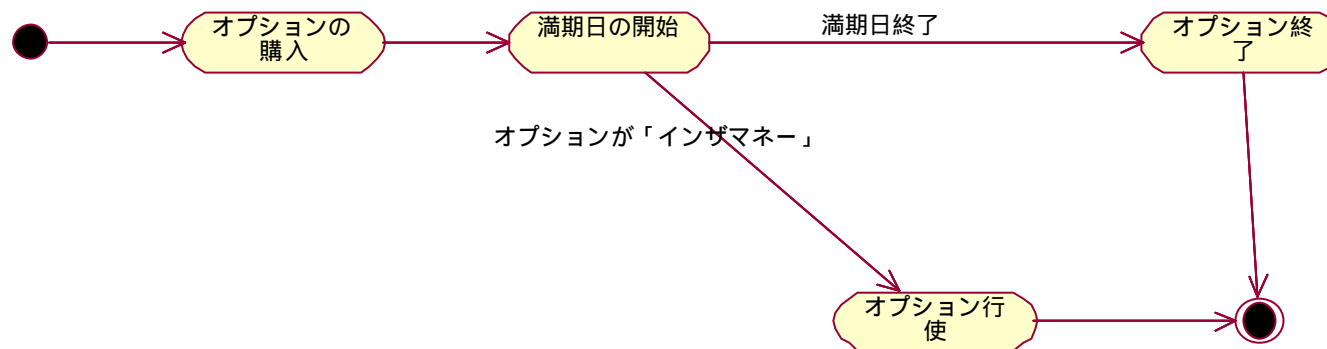 オプションの
購入
満期日の開始
満期日終了
オプション終
了
オプションが「インザマネー」
オプション行
使